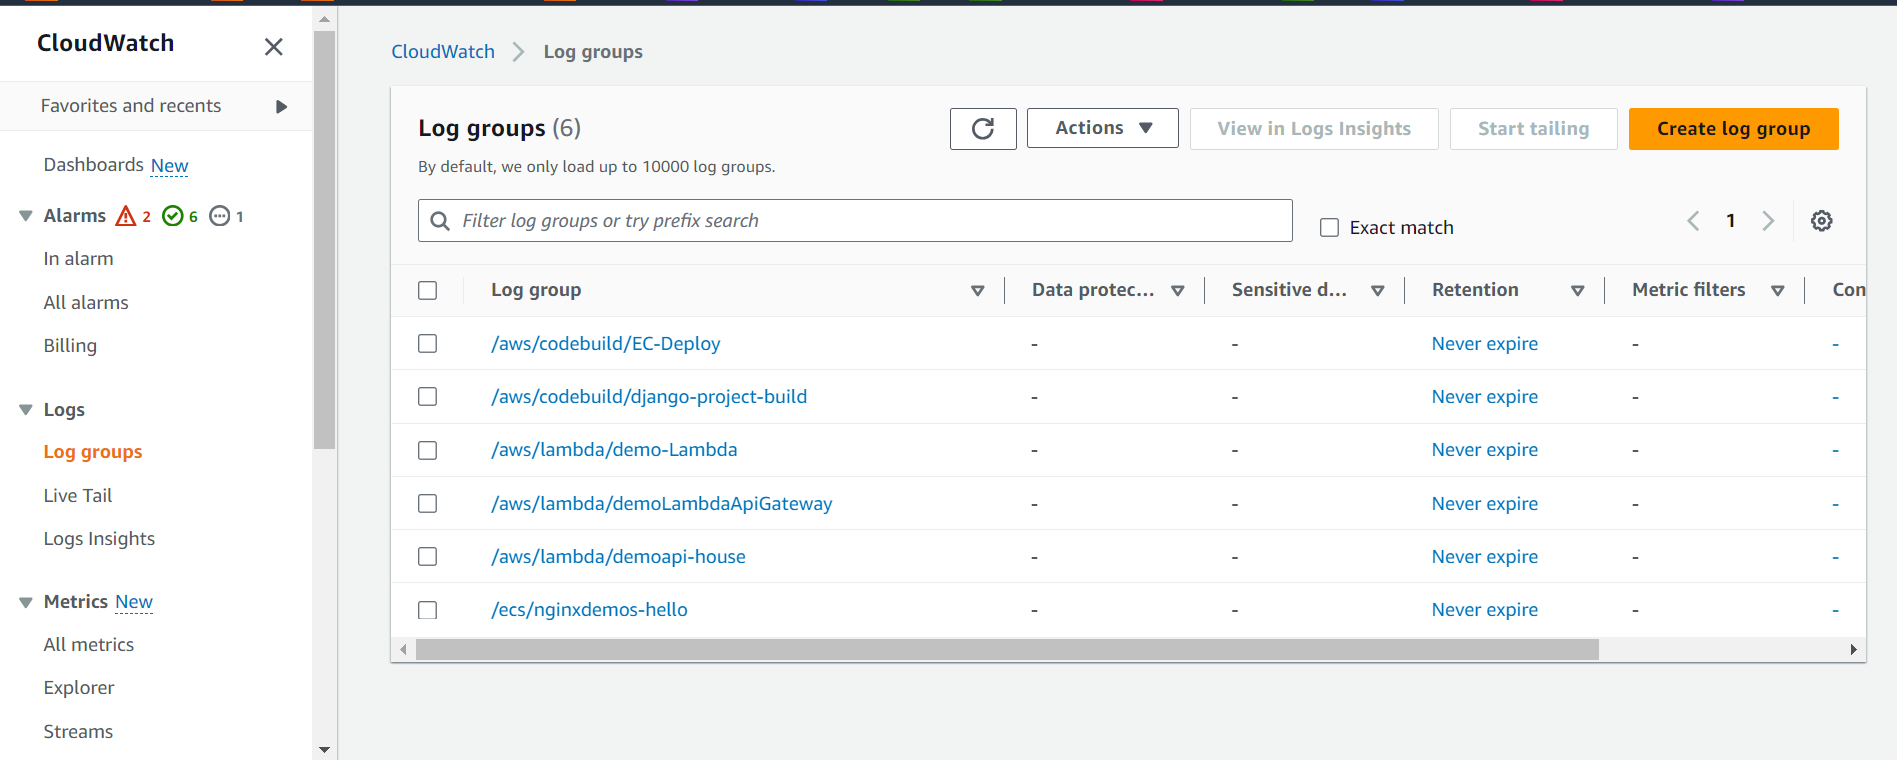 CloudWatch
Favorites and recents
Dashboards New
Alarms 2 6 1
In alarm
All alarms
Billing
Logs
Log groups
Live Tail
Logs Insights
Metrics New
All metrics
Explorer
Streams
CloudWatch Log groups
Log groups (6)
Actions
View in Logs Insights
Start tailing
Create log group
By default, we only load up to 10000 log groups.
Filter log groups or try prefix search
Exact match
1
Log group Data protec... Sensitive d... Retention Metric filters Con
/aws/codebuild/EC-Deploy - - Never expire - -
/aws/codebuild/django-project-build - - Never expire - -
/aws/lambda/demo-Lambda - - Never expire - -
/aws/lambda/demoLambdaApiGateway - - Never expire - -
/aws/lambda/demoapi-house - - Never expire - -
/ecs/nginxdemos-hello - - Never expire - -